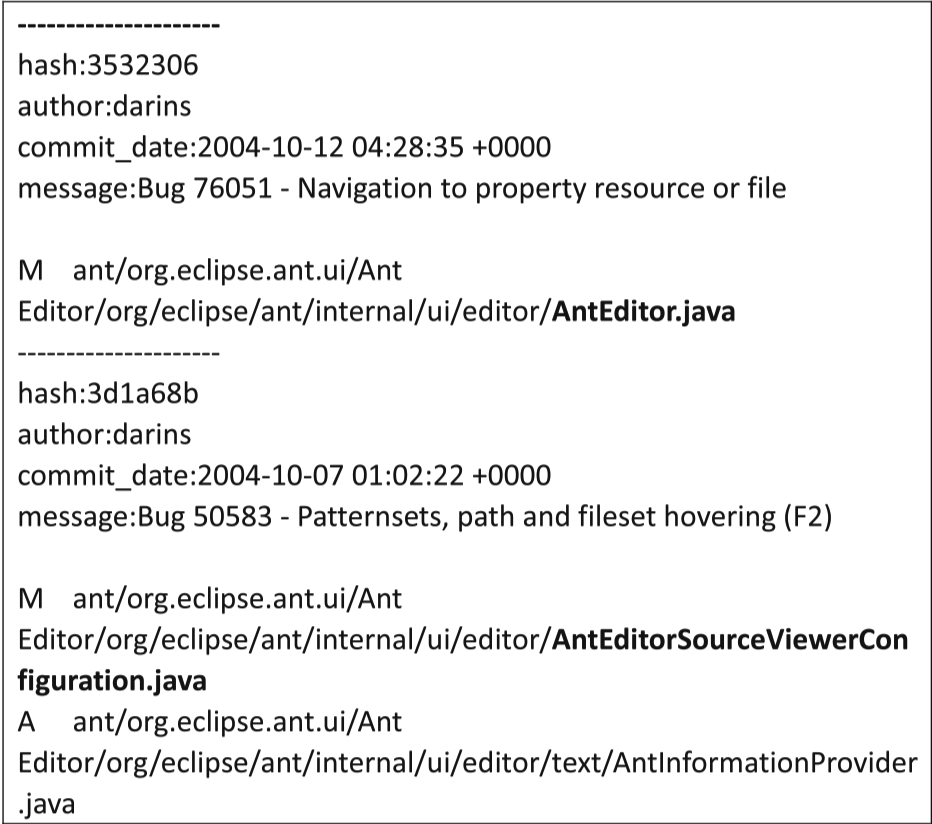 ---------------------
hash:3532306
author:darins
commit_date:2004-10-12 04:28:35 +0000
message:Bug 76051 - Navigation to property resource or file
M ant/org.eclipse.ant.ui/Ant
Editor/org/eclipse/ant/internal/ui/editor/AntEditor.java
---------------------
hash:3d1a68b
author:darins
commit_date:2004-10-07 01:02:22 +0000
message:Bug 50583 - Patternsets, path and fileset hovering (F2)
M ant/org.eclipse.ant.ui/Ant
Editor/org/eclipse/ant/internal/ui/editor/AntEditorSourceViewerCon
figuration.java
A ant/org.eclipse.ant.ui/Ant
Editor/org/eclipse/ant/internal/ui/editor/text/AntInformationProvider
.java